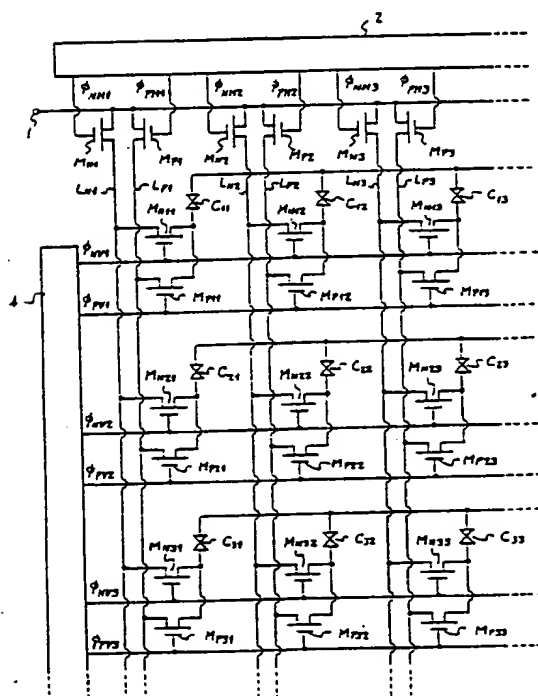 2
φNH1 φPH1 φNH2 φPH2 φNH3 φPH3
1
MN1 MP1 MN2 MP2 MN3 MP3
LN1 LP1 LN2 LP2 LN3 LP3
C11 C12 C13
MN11 MN12 MN13
φNV1
4
MP11 MP12 MP13
φPV1
C21 C22 C23
MN21 MN22 MN23
φNV2
MP21 MP22 MP23
φPV2
C31 C32 C33
MN31 MN32 MN33
φNV3
MP31 MP32 MP33
φPV3